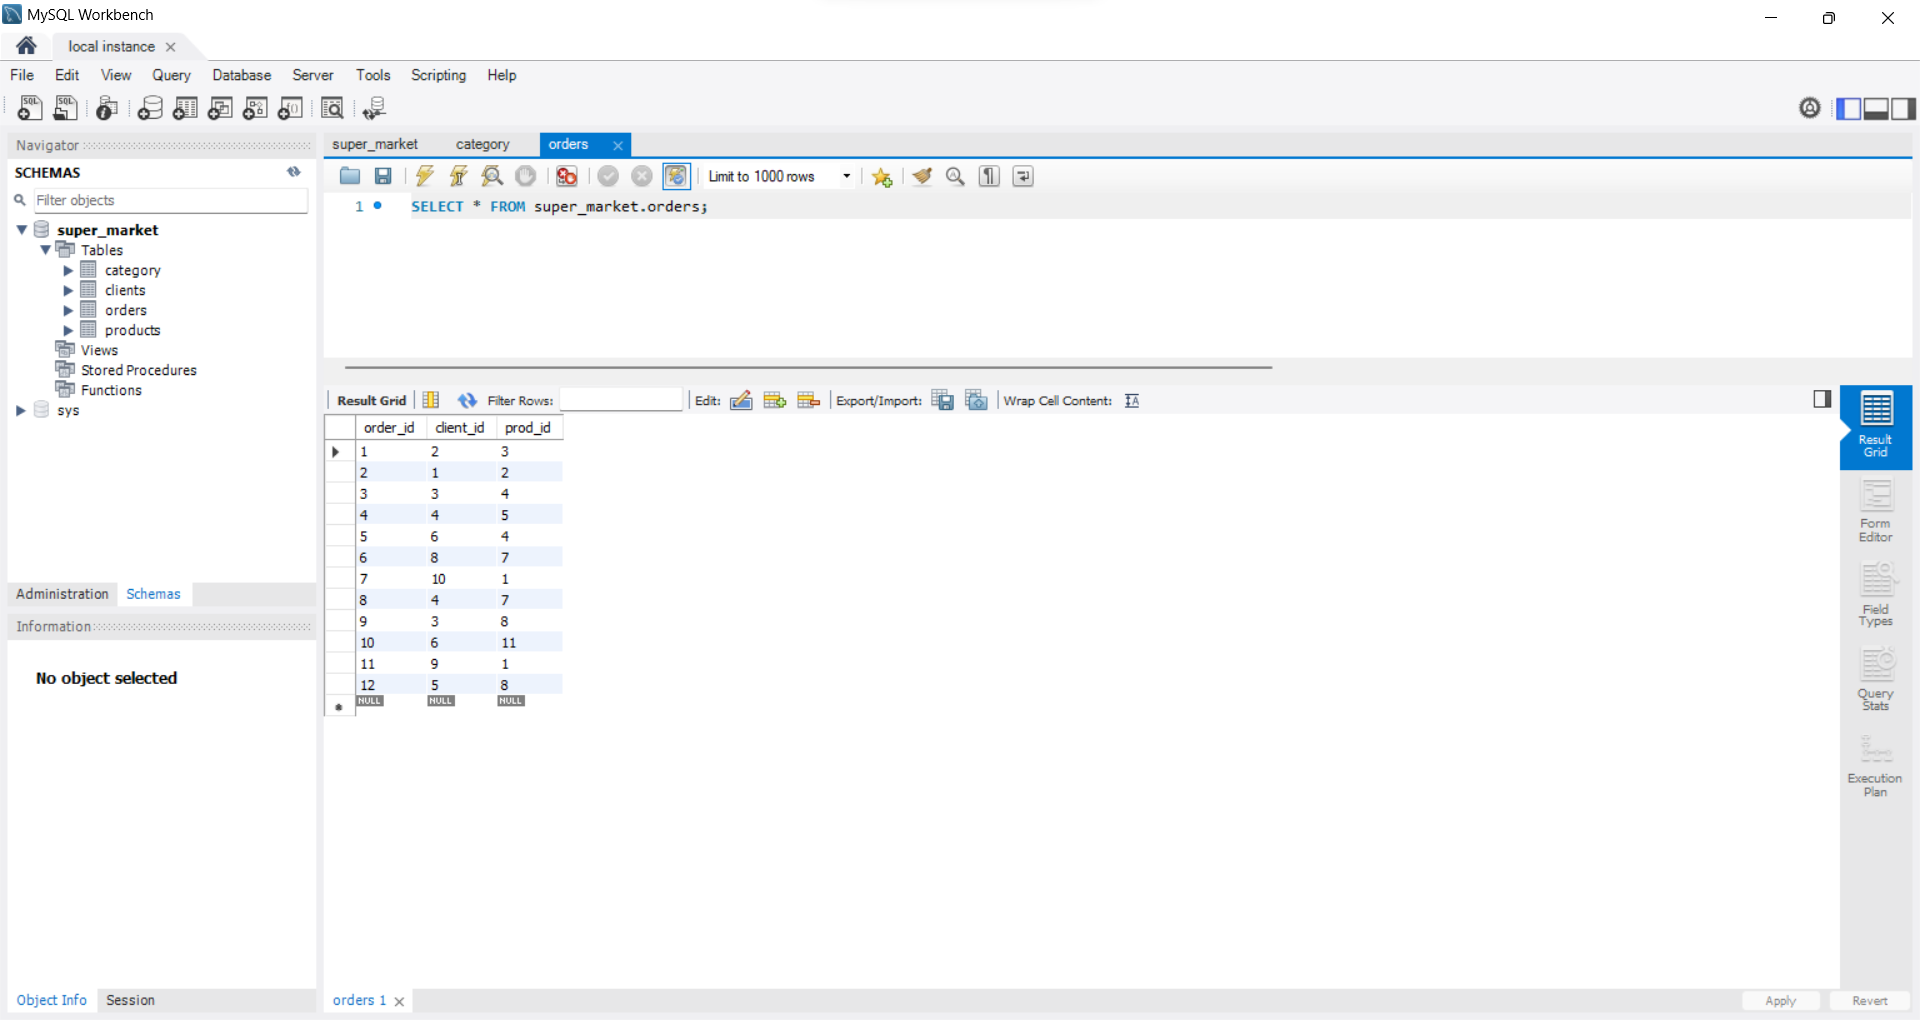 MySQL Workbench
local instance
File Edit View Query Database Server Tools Scripting Help
Navigator
SCHEMAS
Filter objects
super_market
Tables
category
clients
orders
products
Views
Stored Procedures
Functions
sys
Administration Schemas
Information
No object selected
Object Info Session
super_market category orders
Limit to 1000 rows
1 SELECT * FROM super_market.orders;
Result Grid Filter Rows: Edit: Export/Import: Wrap Cell Content:
order_id client_id prod_id
1 2 3
2 1 2
3 3 4
4 4 5
5 6 4
6 8 7
7 10 1
8 4 7
9 3 8
10 6 11
11 9 1
12 5 8
NULL NULL NULL
Result
Grid
Form
Editor
Field
Types
Query
Stats
Execution
Plan
orders 1
Apply Revert